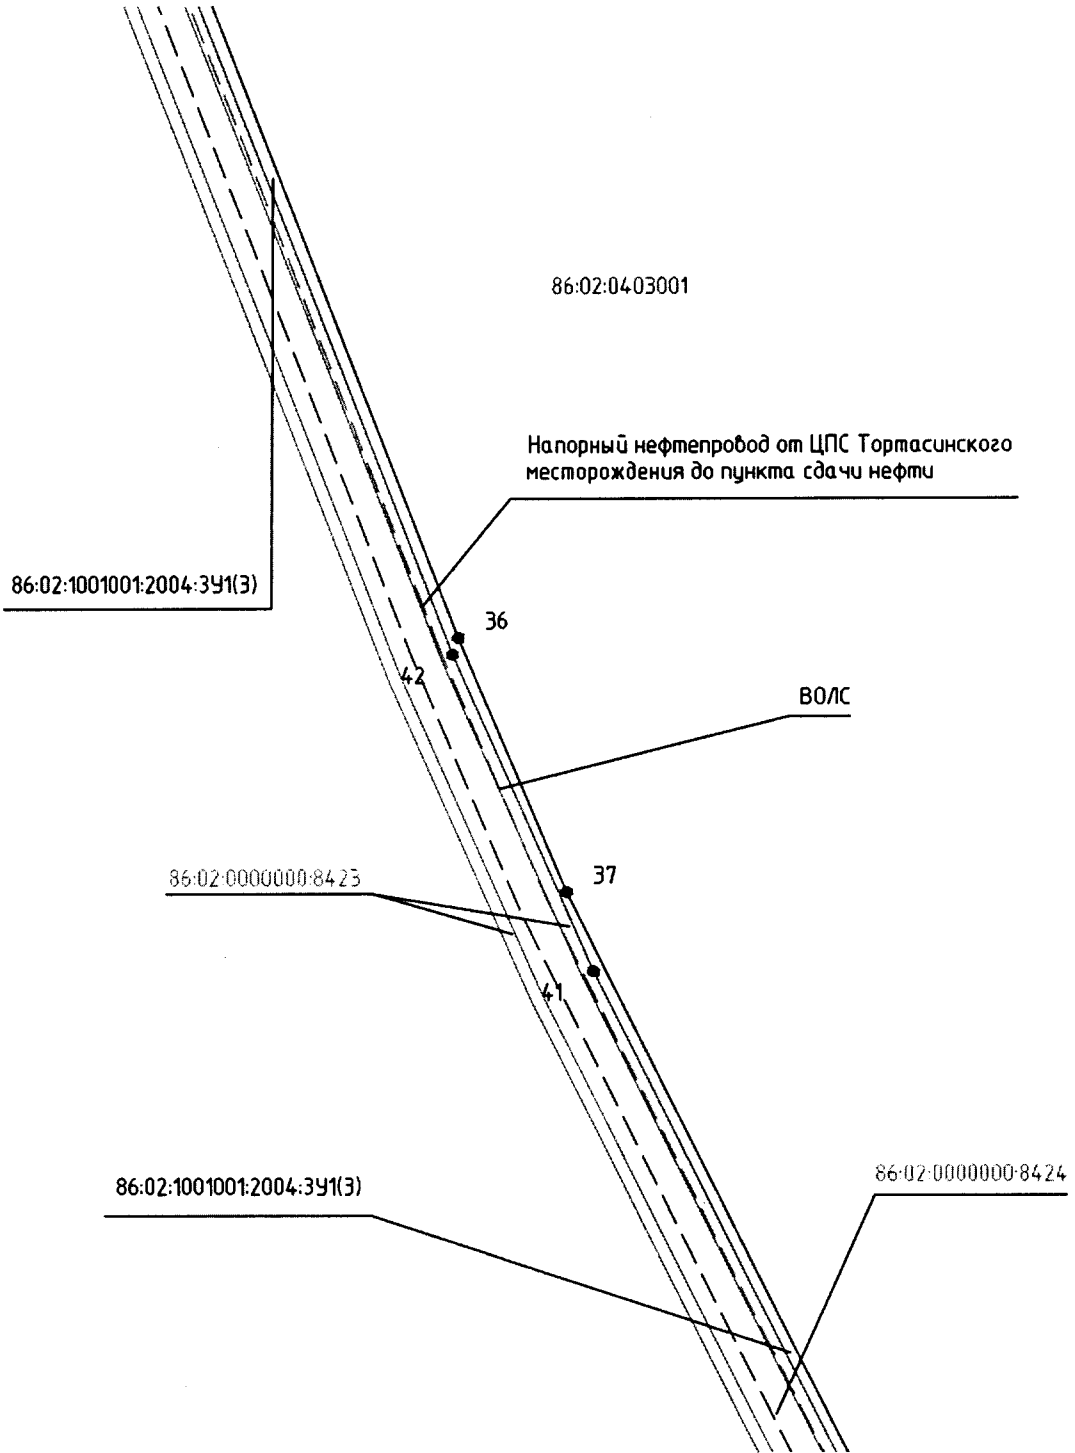 86:02:0403001
Напорный нефтепровод от ЦПС Тортасинского
месторождения до пункта сдачи нефти
86:02:1001001:2004:ЗУ1(3)
36
42
ВОЛС
37
86:02:0000000:8423
41
86:02:0000000:8424
86:02:1001001:2004:ЗУ1(3)